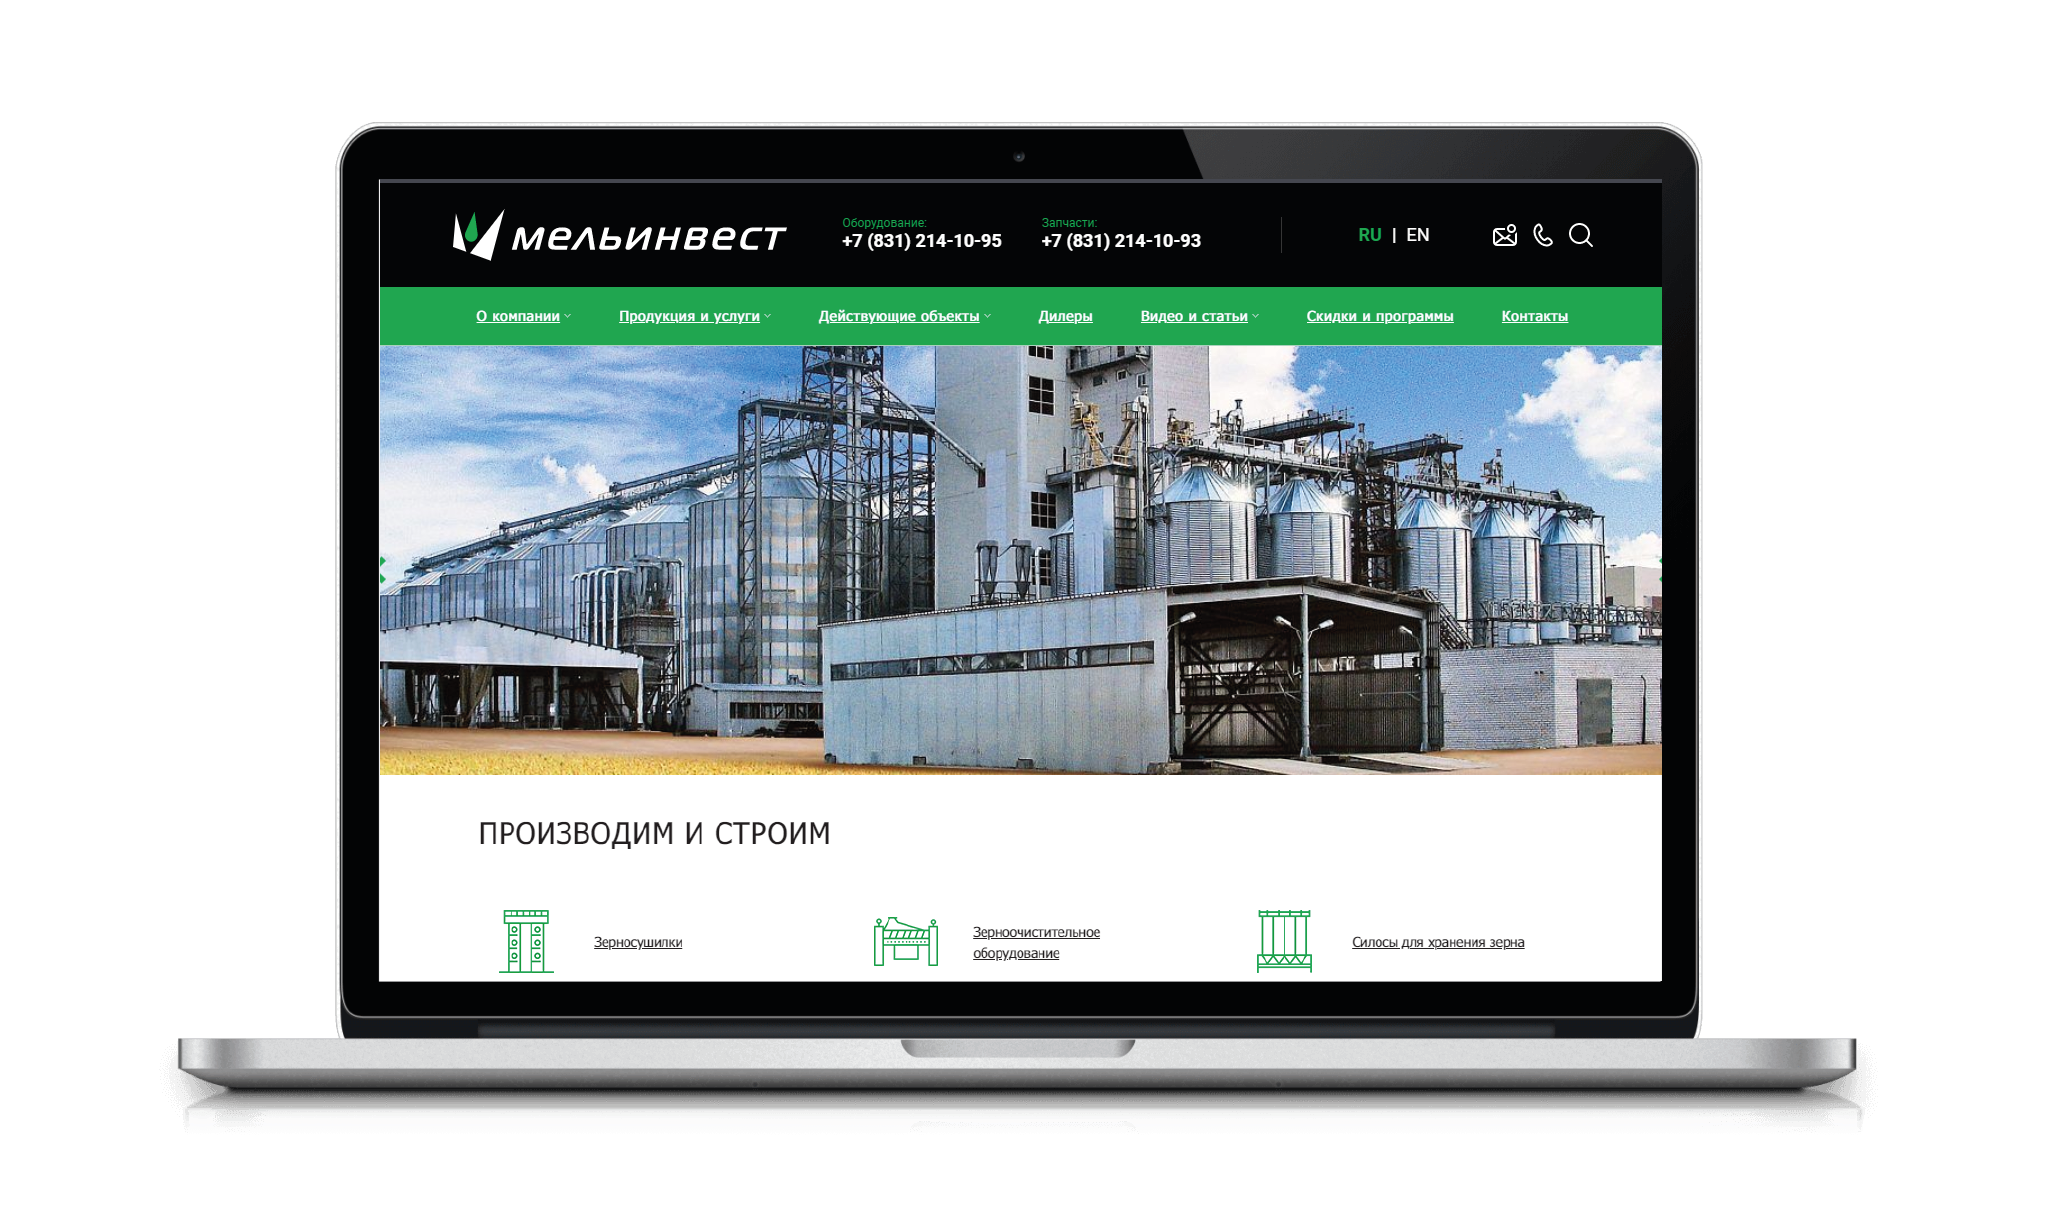 мельинвест
Оборудование:
+7 (831) 214-10-95
Запчасти:
+7 (831) 214-10-93
RU | EN
О компании
Продукция и услуги
Действующие объекты
Дилеры
Видео и статьи
Скидки и программы
Контакты
ПРОИЗВОДИМ И СТРОИМ
Зерносушилки
Зерноочистительное
оборудование
Силосы для хранения зерна